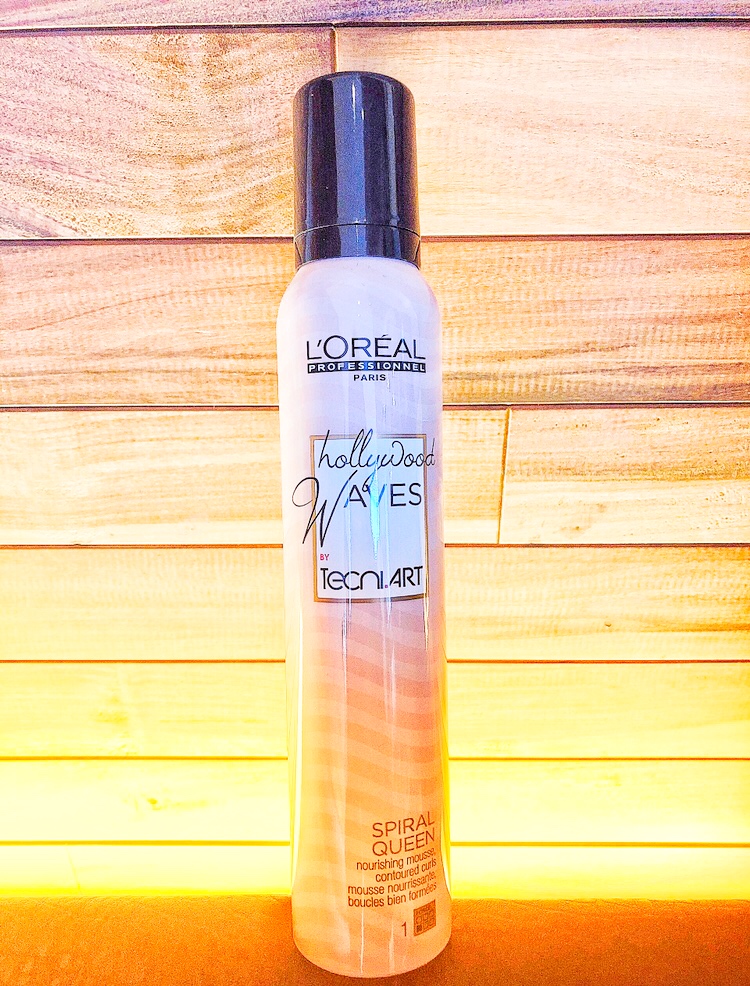 L'ORÉAL
PROFESSIONNEL
PARIS
hollywood
WAVES
BY
TECNI.ART
SPIRAL
QUEEN
nourishing mousse,
contoured curls
mousse nourrissante,
boucles bien formées
1